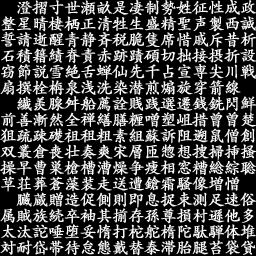 澄摺寸世瀬畝是凄制勢姓征性成政
整星晴棲栖正清牲生盛精聖声製西誠
誓請逝醒青静斉税脆隻席惜戚斥昔析
石積籍績脊責赤跡蹟碩切拙接摂折設
窃節説雪絶舌蝉仙先千占宣専尖川戦
扇撰栓栴泉浅洗染潜煎煽旋穿箭線
繊羨腺舛船薦詮賎践選遷銭銑閃鮮
前善漸然全禅繕膳糎噌塑岨措曾曽楚
狙疏疎礎祖租粗素組蘇訴阻遡鼠僧創
双叢倉喪壮奏爽宋層匝惣想捜掃挿掻
操早曹巣槍槽漕燥争痩相窓糟総綜聡
草荘葬蒼藻装走送遭鎗霜騒像増憎
臓蔵贈造促側則即息捉束測足速俗
属賊族続卒袖其揃存孫尊損村遜他多
太汰詑唾堕妥惰打柁舵楕陀駄騨体堆
対耐岱帯待怠態戴替泰滞胎腿苔袋貸